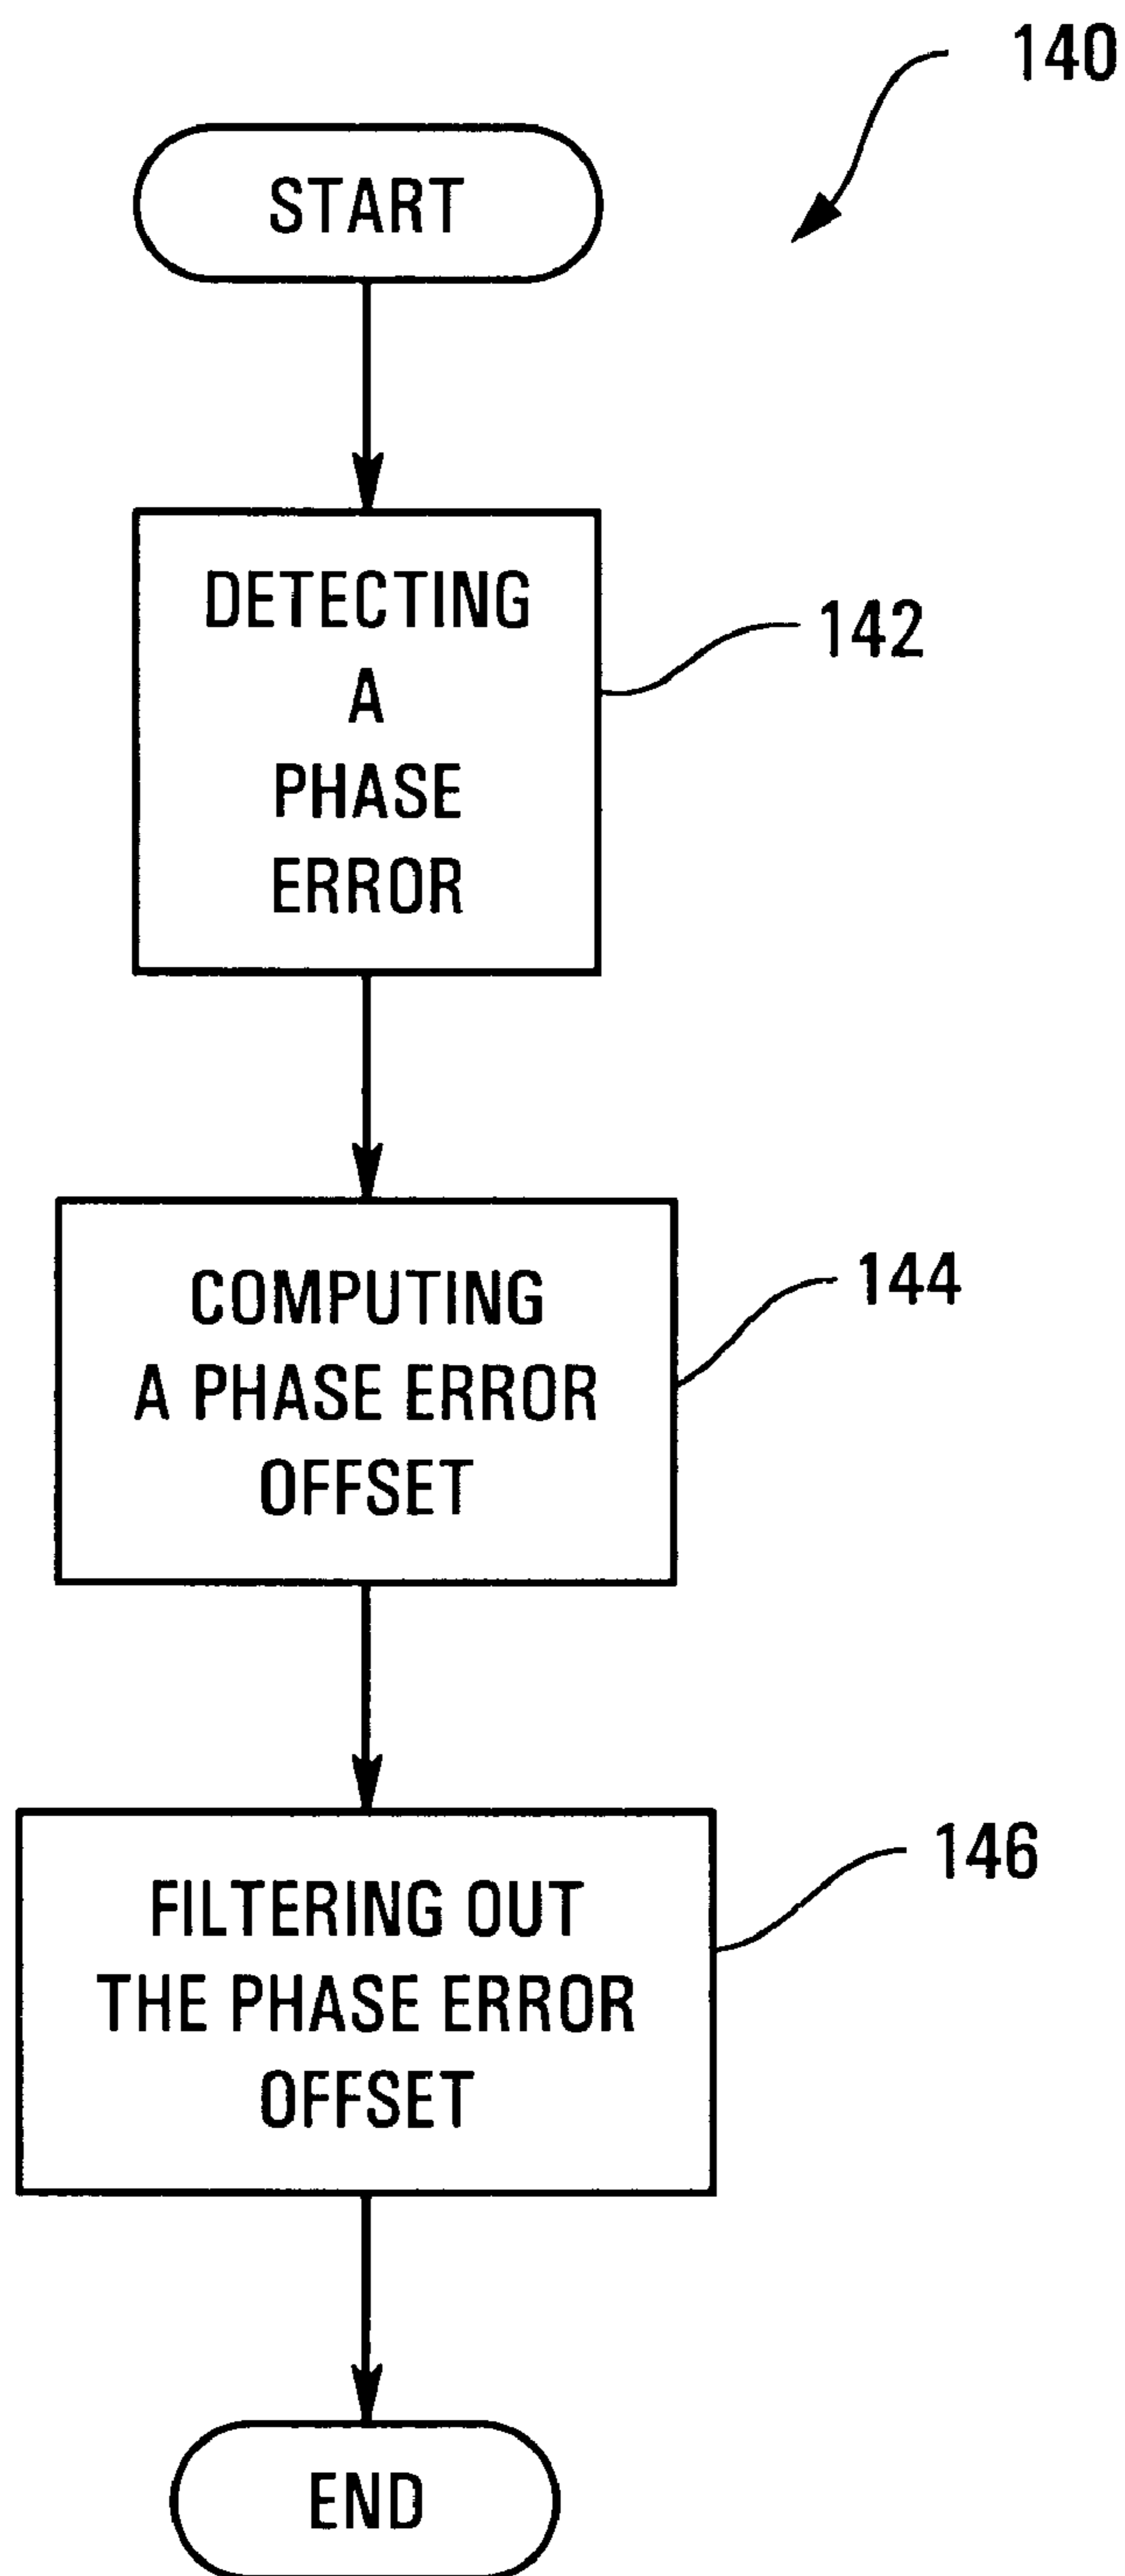 140
START
DETECTING
A
PHASE
ERROR
142
COMPUTING
A PHASE ERROR
OFFSET
144
FILTERING OUT
THE PHASE ERROR
OFFSET
146
END